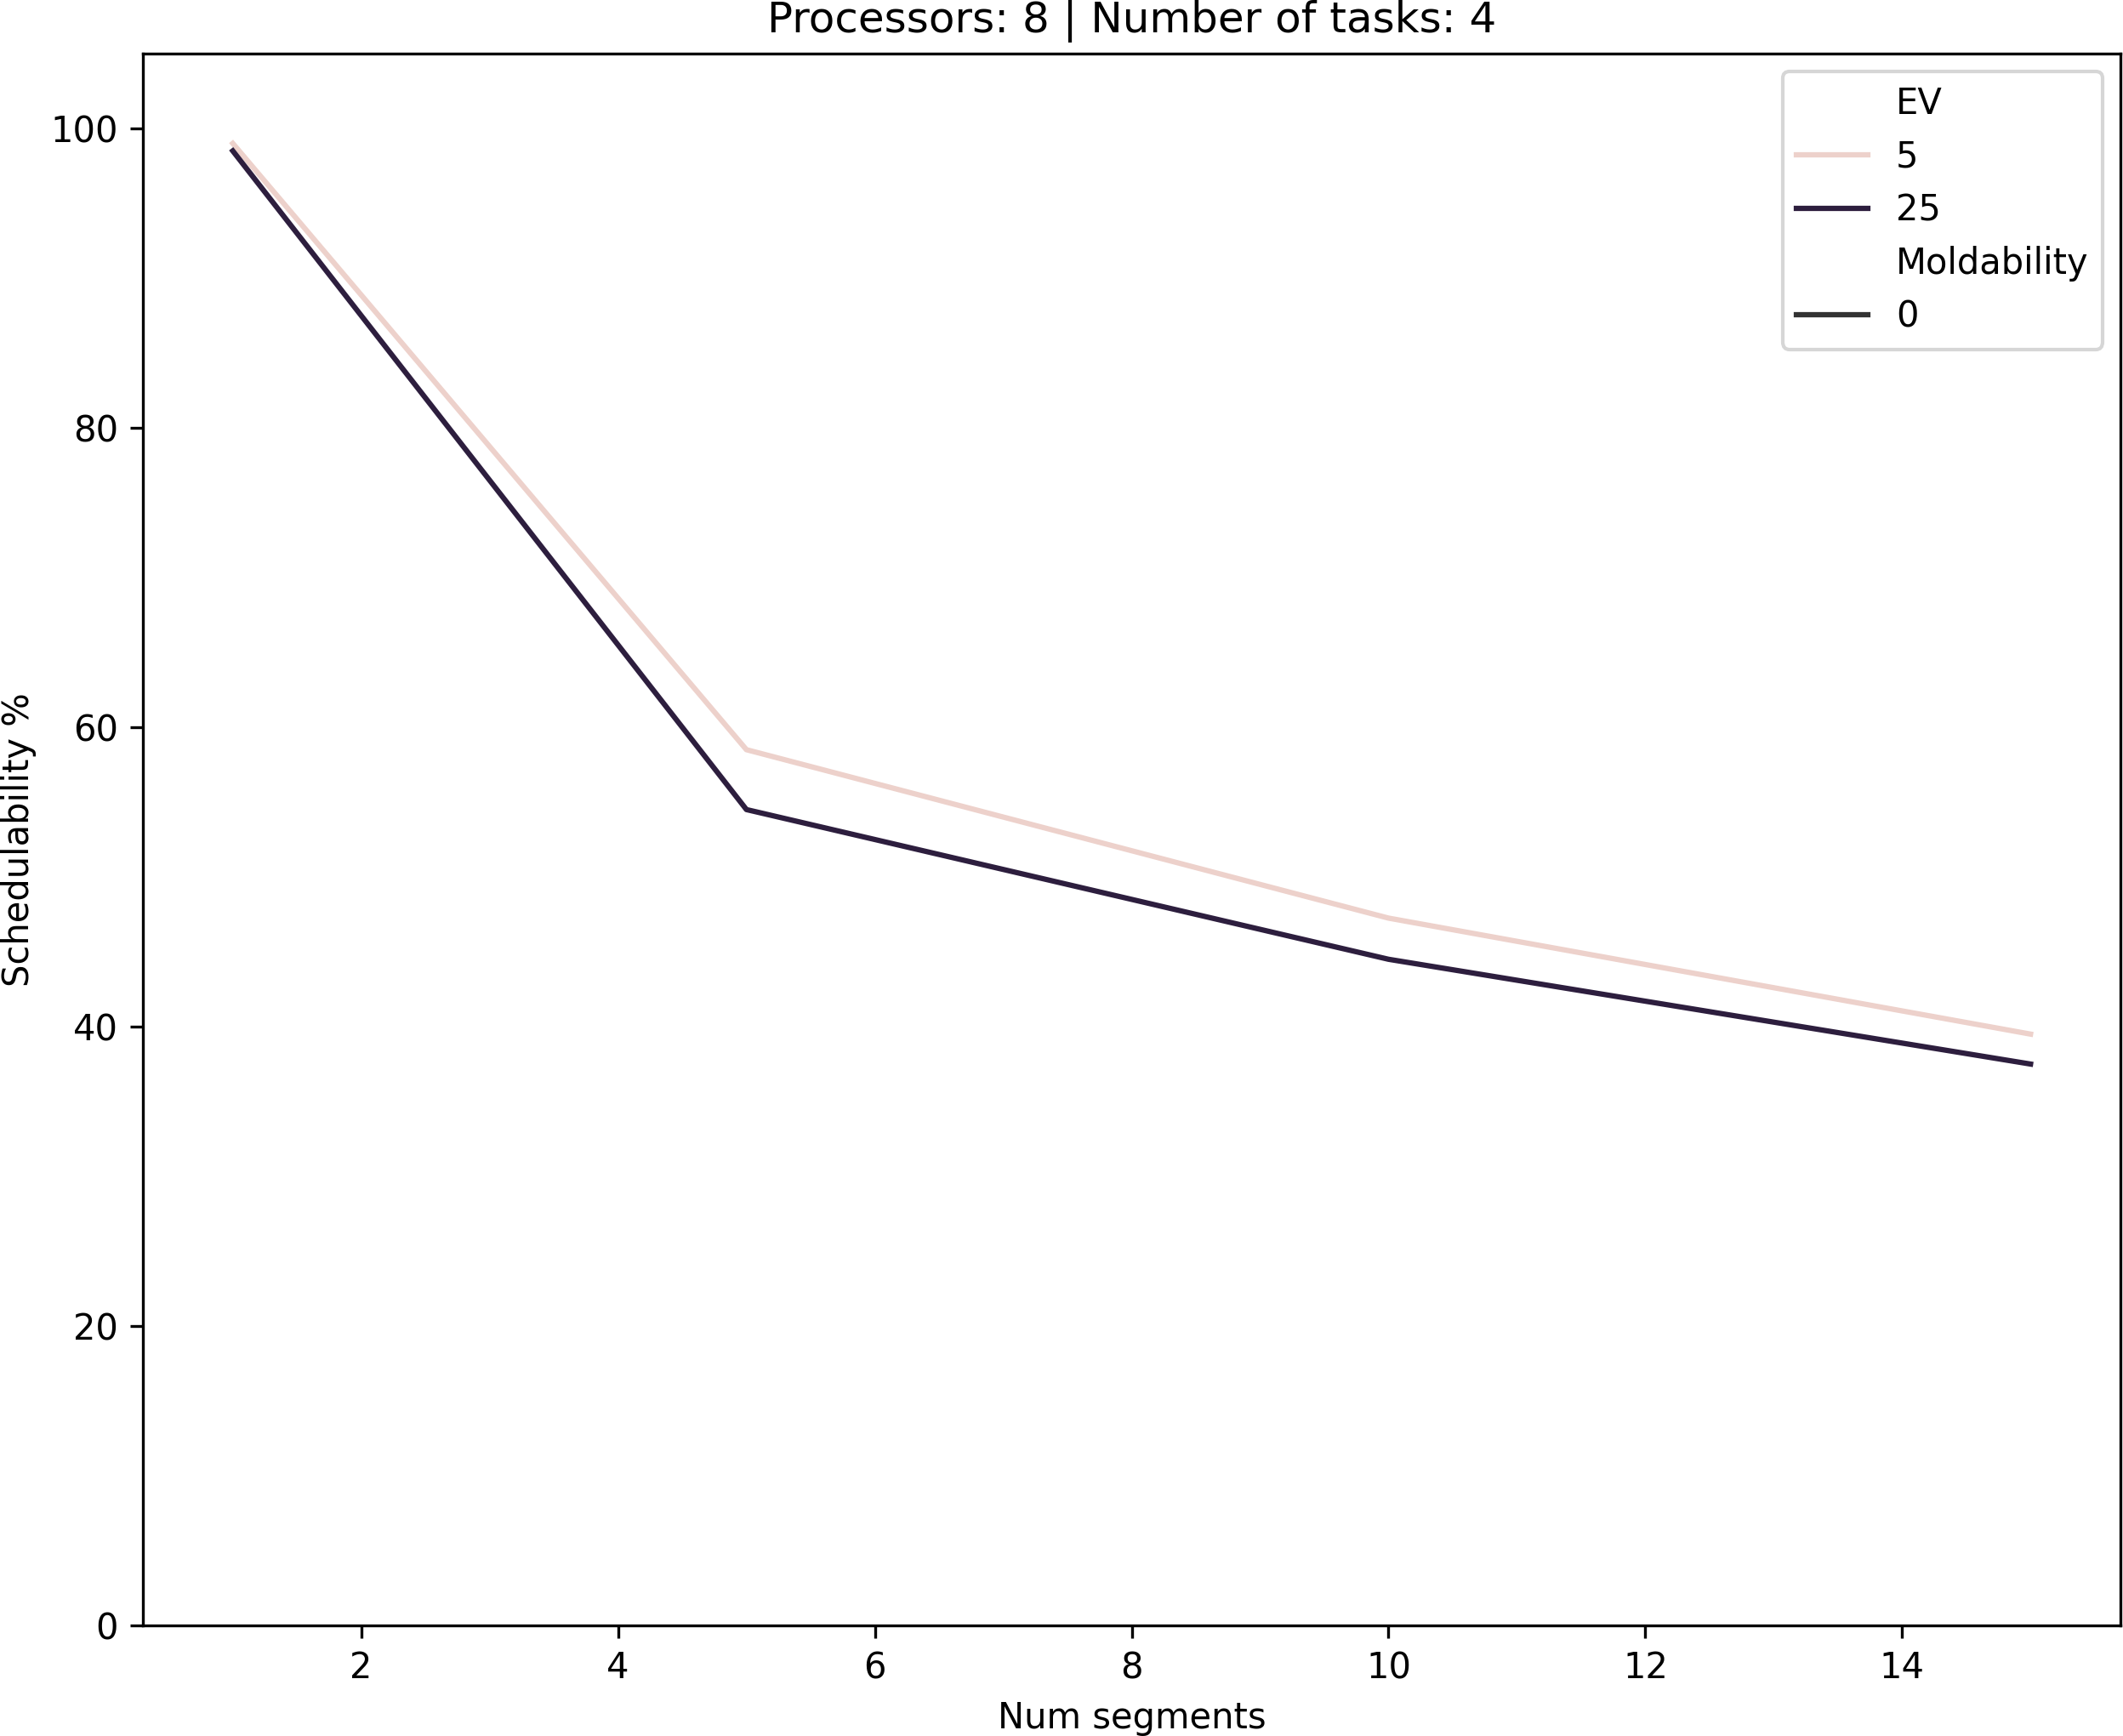 Processors: 8 | Number of tasks: 4
EV
5
25
Moldability
0
100
80
60
40
20
0
Schedulability %
2 4 6 8 10 12 14
Num segments